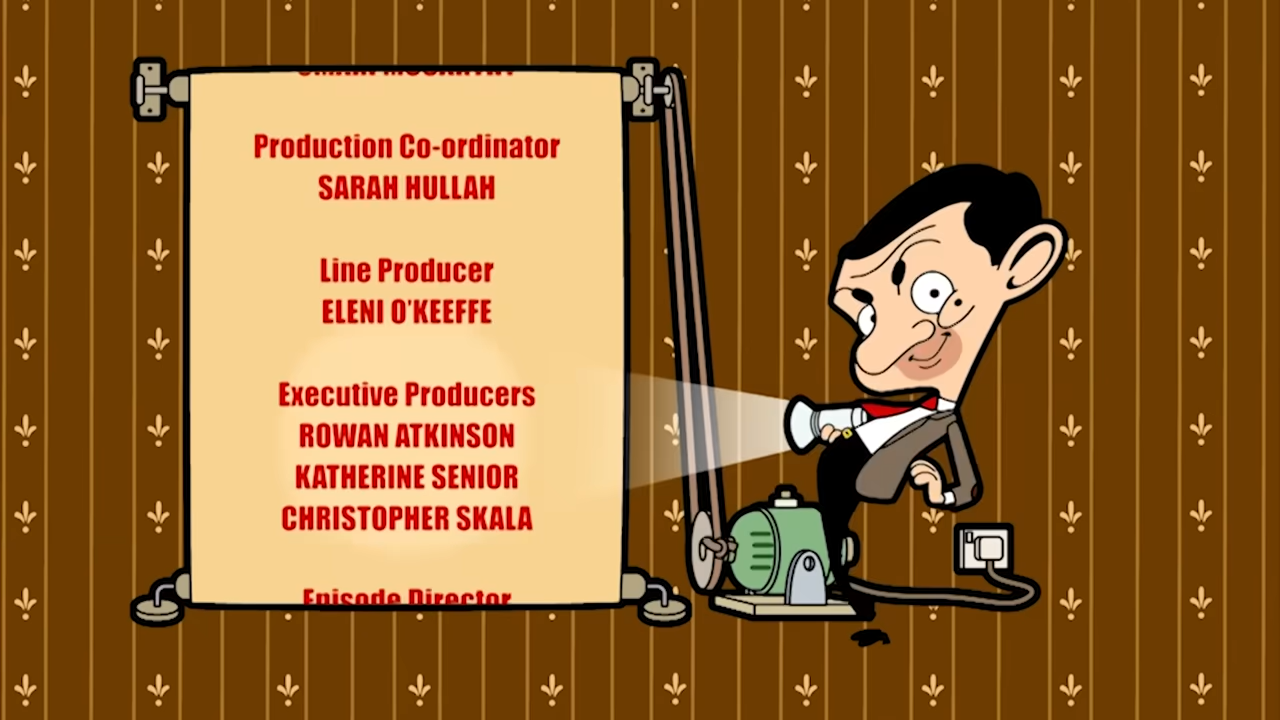 Production Co-ordinator
SARAH HULLAH
Line Producer
ELENI O'KEEFFE
Executive Producers
ROWAN ATKINSON
KATHERINE SENIOR
CHRISTOPHER SKALA
Episode Director